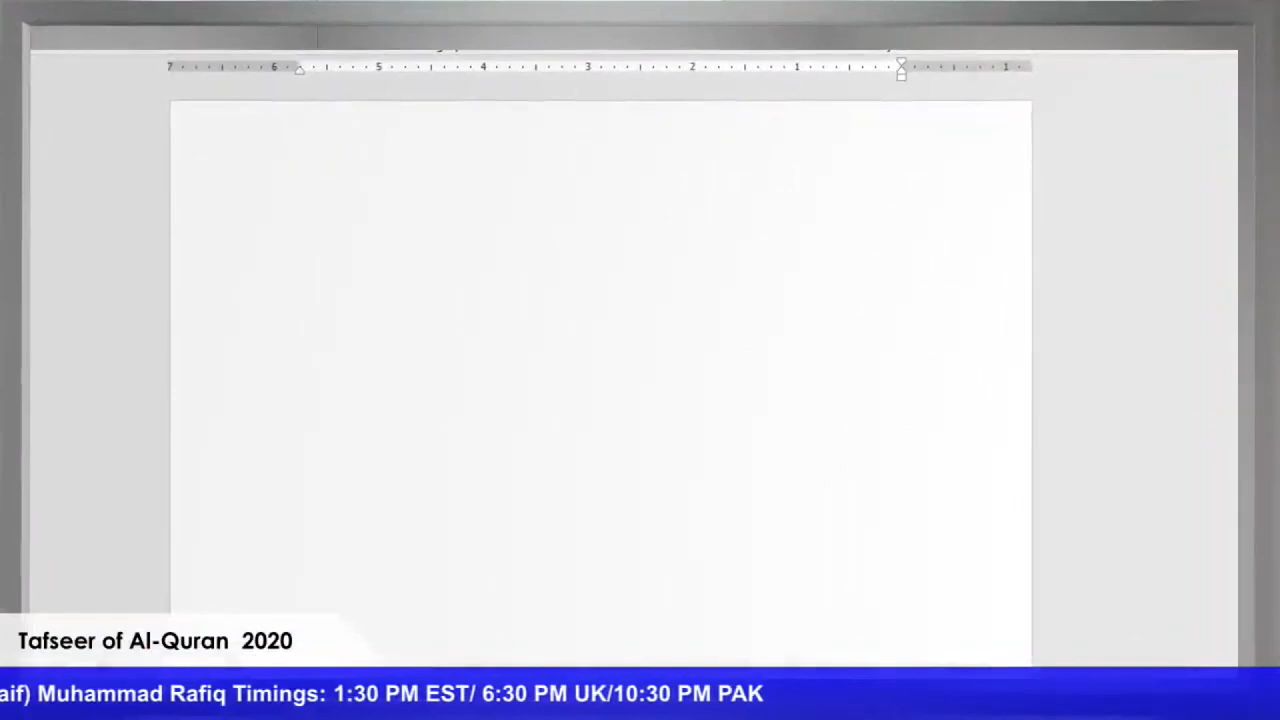 7 6 5 4 3 2 1 1
Tafseer of Al-Quran 2020
aif) Muhammad Rafiq Timings: 1:30 PM EST/ 6:30 PM UK/10:30 PM PAK